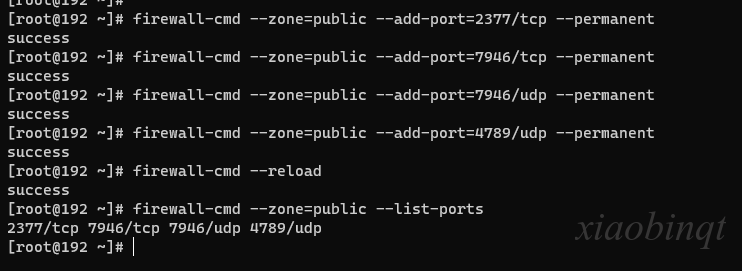 [root@192 ~]#
[root@192 ~]# firewall-cmd --zone=public --add-port=2377/tcp --permanent
success
[root@192 ~]# firewall-cmd --zone=public --add-port=7946/tcp --permanent
success
[root@192 ~]# firewall-cmd --zone=public --add-port=7946/udp --permanent
success
[root@192 ~]# firewall-cmd --zone=public --add-port=4789/udp --permanent
success
[root@192 ~]# firewall-cmd --reload
success
[root@192 ~]# firewall-cmd --zone=public --list-ports
2377/tcp 7946/tcp 7946/udp 4789/udp
[root@192 ~]#
xiaobinqt